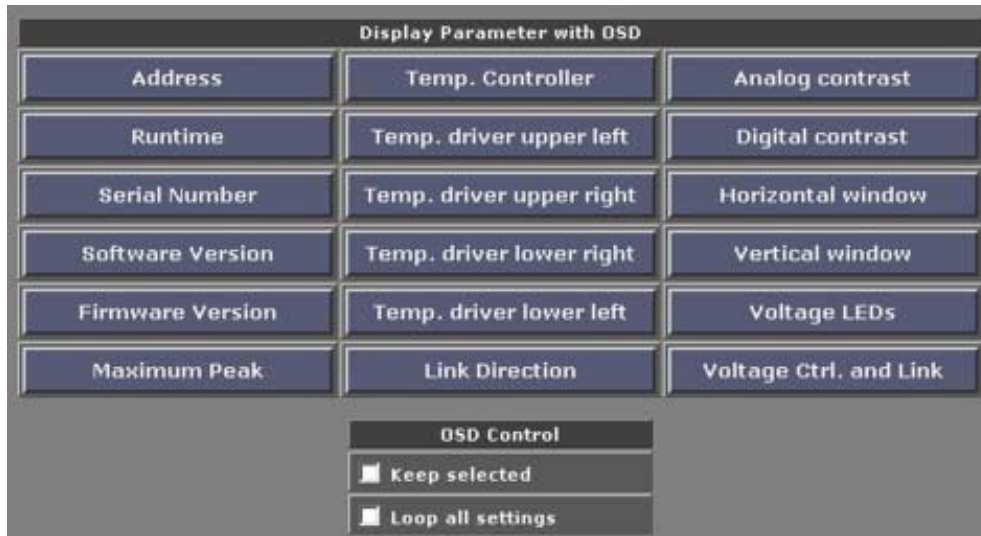 Display Parameter with OSD
Address Temp. Controller Analog contrast
Runtime Temp. driver upper left Digital contrast
Serial Number Temp. driver upper right Horizontal window
Software Version Temp. driver lower right Vertical window
Firmware Version Temp. driver lower left Voltage LEDs
Maximum Peak Link Direction Voltage Ctrl. and Link
OSD Control
Keep selected
Loop all settings